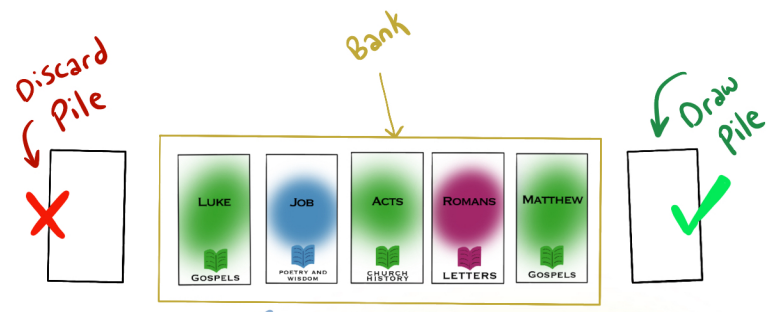 Bank
Discard
Pile
Draw
Pile
LUKE
JOB
ACTS
ROMANS
MATTHEW
GOSPELS
POETRY AND
WISDOM
CHURCH
HISTORY
LETTERS
GOSPELS